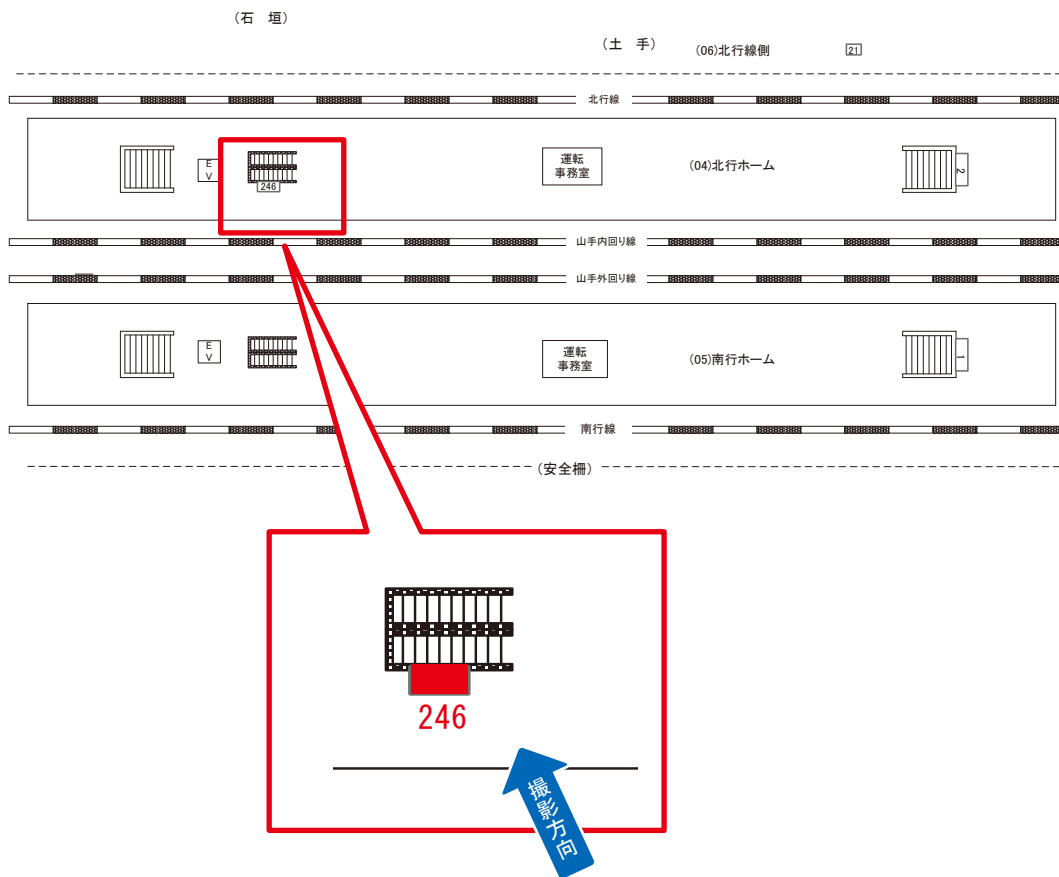 (石　垣)
(土　手)
(06)北行線側
21
北行線
E
V
246
運転
事務室
(04)北行ホーム
2
山手内回り線
山手外回り線
E
V
運転
事務室
(05)南行ホーム
1
南行線
(安全柵)
246
撮影方向